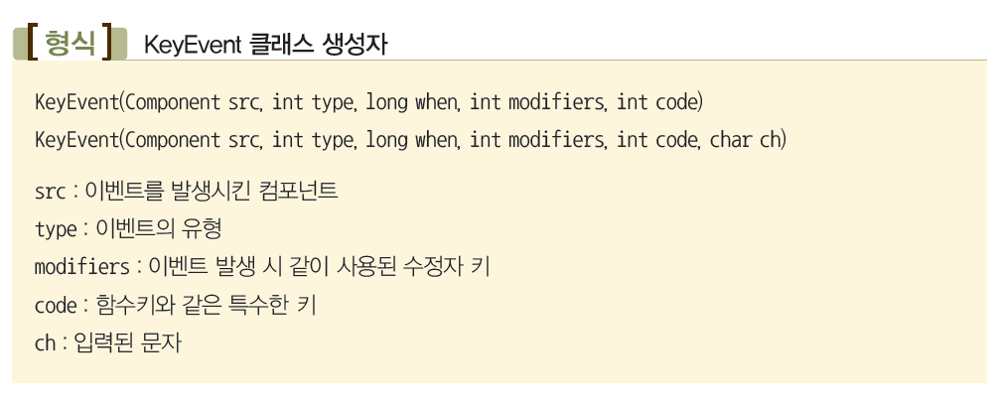 [형식] KeyEvent 클래스 생성자
KeyEvent(Component src, int type, long when, int modifiers, int code)
KeyEvent(Component src, int type, long when, int modifiers, int code, char ch)
src : 이벤트를 발생시킨 컴포넌트
type : 이벤트의 유형
modifiers : 이벤트 발생 시 같이 사용된 수정자 키
code : 함수키와 같은 특수한 키
ch : 입력된 문자